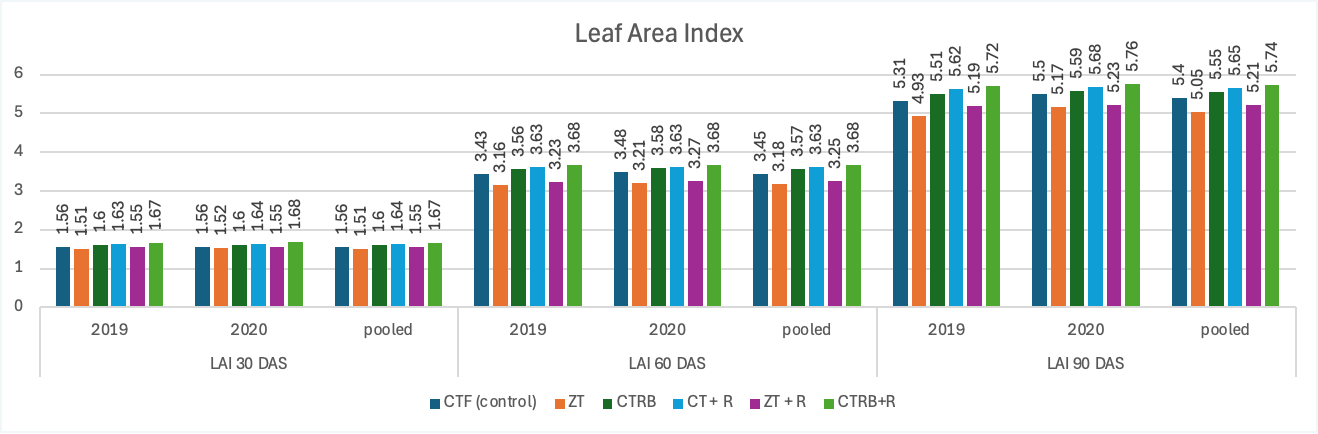 Leaf Area Index
6
5
4
3
2
1
0
1.56 1.51 1.6 1.63 1.55 1.67
1.56 1.52 1.6 1.64 1.55 1.68
1.56 1.51 1.6 1.64 1.55 1.67
3.43 3.16 3.56 3.63 3.23 3.68
3.48 3.21 3.58 3.63 3.27 3.68
3.45 3.18 3.57 3.63 3.25 3.68
5.31 4.93 5.51 5.62 5.19 5.72
5.5 5.17 5.59 5.68 5.23 5.76
5.4 5.05 5.55 5.65 5.21 5.74
2019 2020 pooled 2019 2020 pooled 2019 2020 pooled
LAI 30 DAS LAI 60 DAS LAI 90 DAS
CTF (control) ZT CTRB CT + R ZT + R CTRB+R